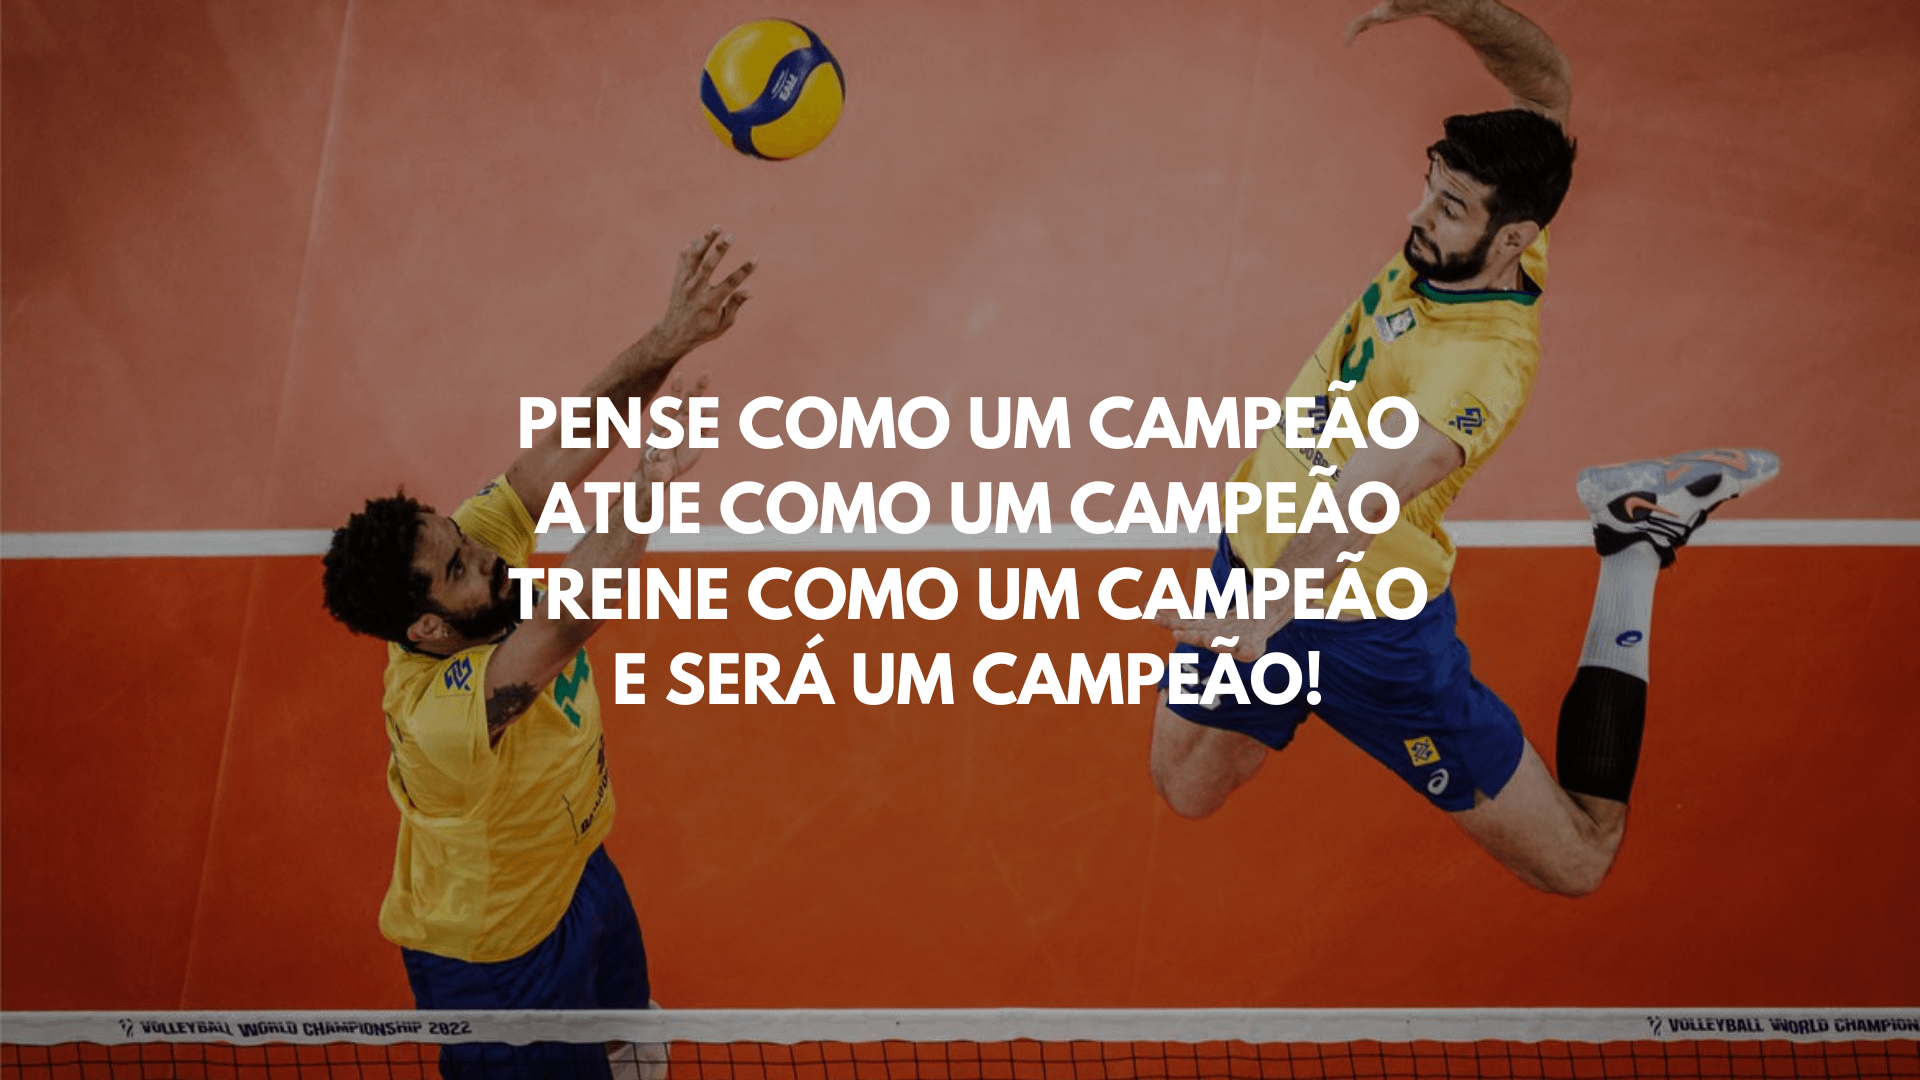 PENSE COMO UM CAMPEÃO
ATUE COMO UM CAMPEÃO
TREINE COMO UM CAMPEÃO
E SERÁ UM CAMPEÃO!
VOLLEYBALL WORLD CHAMPIONSHIP 2022
VOLLEYBALL WORLD CHAMPION